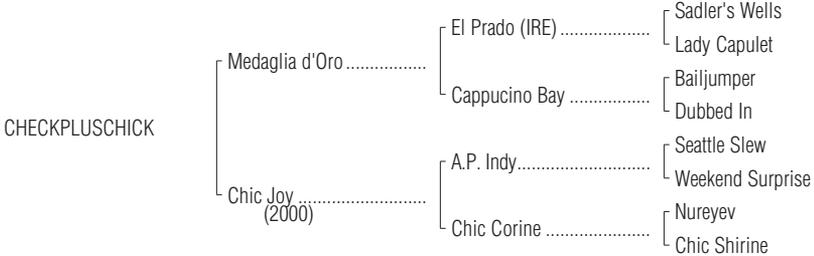 Sadler's Wells
El Prado (IRE) ...................
Lady Capulet
Medaglia d'Oro .................
Bailjumper
Cappucino Bay .................
Dubbed In
CHECKPLUSCHICK
Seattle Slew
A.P. Indy............................
Weekend Surprise
Chic Joy ...........................
(2000)
Nureyev
Chic Corine ......................
Chic Shirine